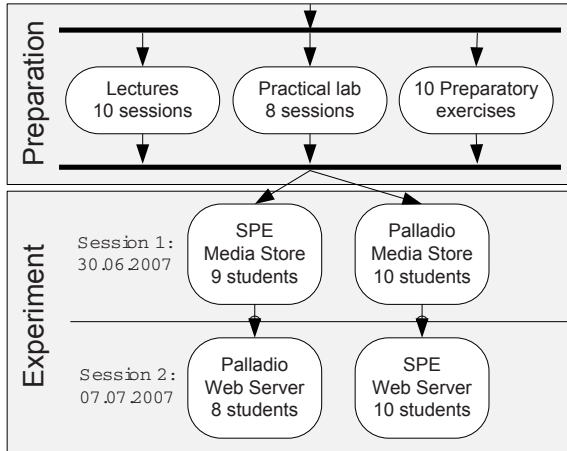 Preparation
Lectures
10 sessions
Practical lab
8 sessions
10 Preparatory
exercises
Experiment
Session 1:
30.06.2007
SPE
Media Store
9 students
Palladio
Media Store
10 students
Session 2:
07.07.2007
Palladio
Web Server
8 students
SPE
Web Server
10 students